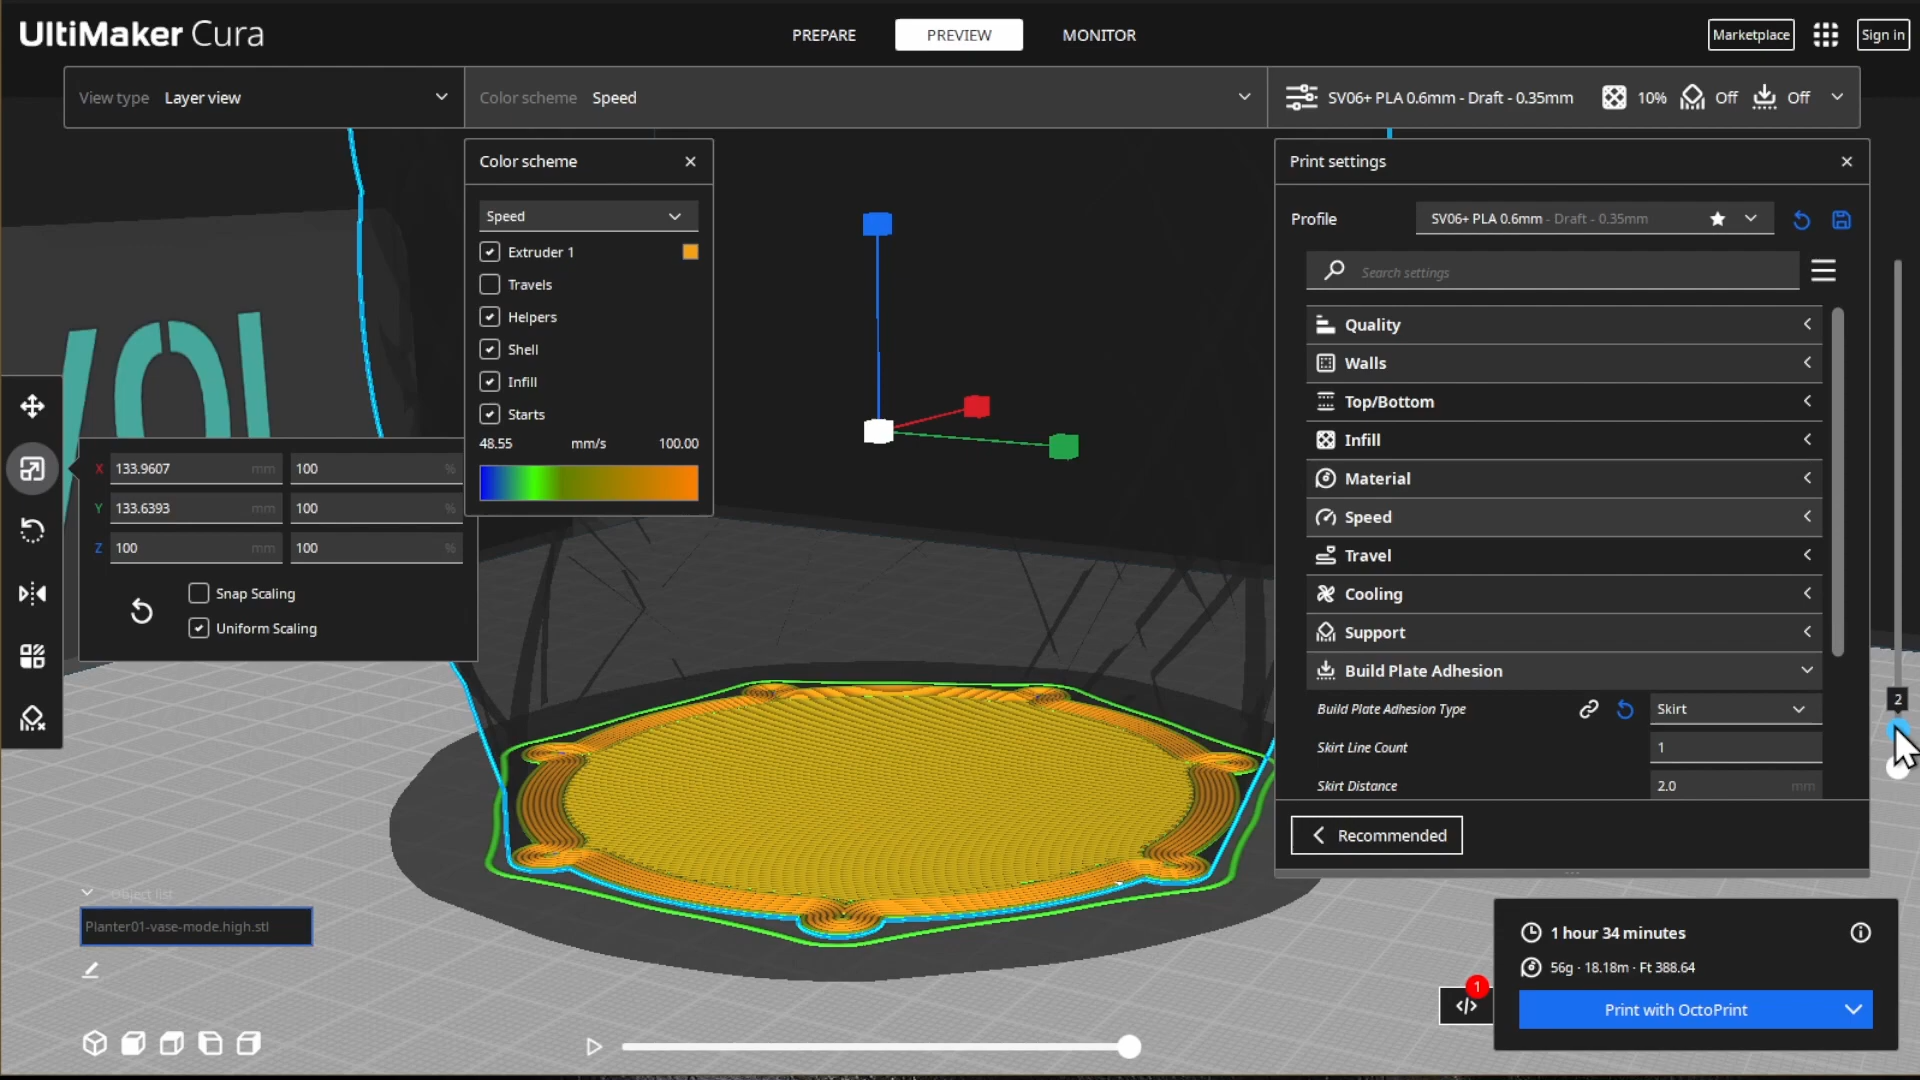 UltiMaker Cura
PREPARE
PREVIEW
MONITOR
Marketplace
Sign in
View type Layer view
Color scheme Speed
SV06+ PLA 0.6mm - Draft - 0.35mm
10%
Off
Off
Color scheme
Speed
Extruder 1
Travels
Helpers
Shell
Infill
Starts
48.55 mm/s 100.00
X 133.9607 mm 100 %
Y 133.6393 mm 100 %
Z 100 mm 100 %
Snap Scaling
Uniform Scaling
Print settings
Profile SV06+ PLA 0.6mm - Draft - 0.35mm
Search settings
Quality
Walls
Top/Bottom
Infill
Material
Speed
Travel
Cooling
Support
Build Plate Adhesion
Build Plate Adhesion Type Skirt
Skirt Line Count 1
Skirt Distance 2.0 mm
Recommended
2
Object list
Planter01-vase-mode.high.stl
1 hour 34 minutes
56g · 18.18m · Ft 388.64
1
Print with OctoPrint